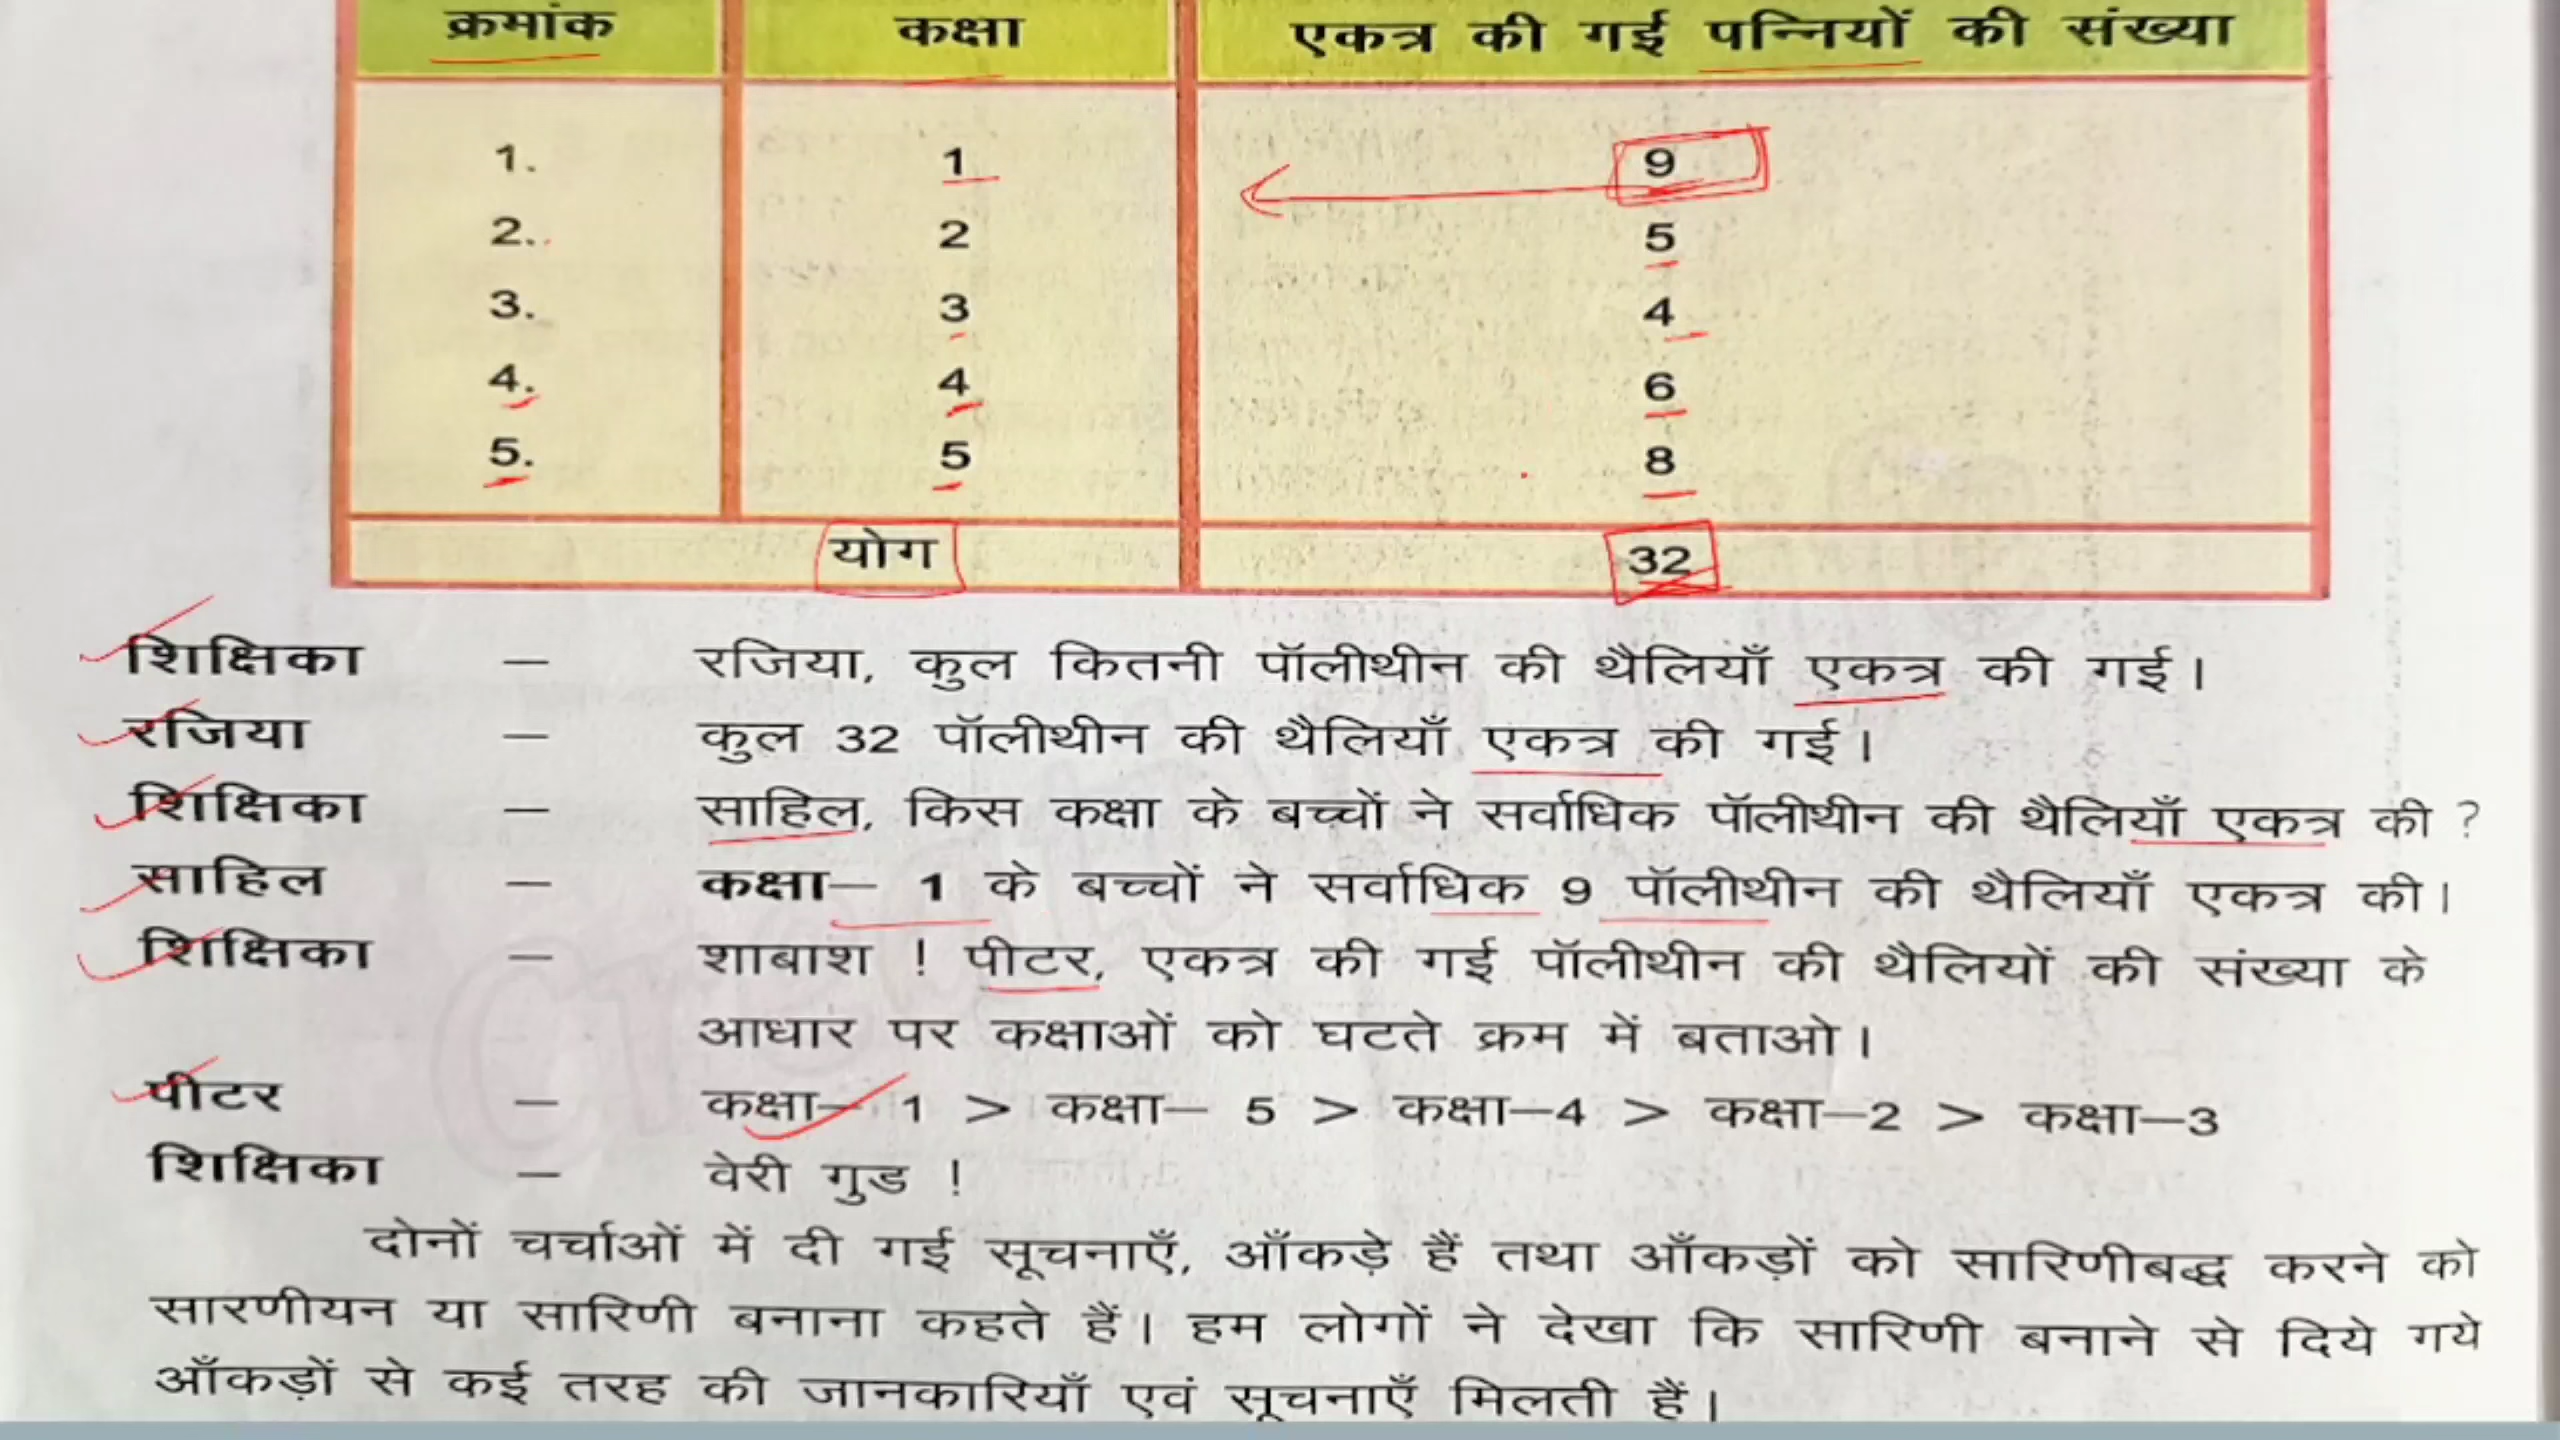 क्रमांक कक्षा एकत्र की गई पन्नियों की संख्या
1. 1 9
2. 2 5
3. 3 4
4. 4 6
5. 5 8
योग 32
शिक्षिका – रजिया, कुल कितनी पॉलीथीन की थैलियाँ एकत्र की गई।
रजिया – कुल 32 पॉलीथीन की थैलियाँ एकत्र की गई।
शिक्षिका – साहिल, किस कक्षा के बच्चों ने सर्वाधिक पॉलीथीन की थैलियाँ एकत्र की ?
साहिल – कक्षा– 1 के बच्चों ने सर्वाधिक 9 पॉलीथीन की थैलियाँ एकत्र की।
शिक्षिका – शाबाश ! पीटर, एकत्र की गई पॉलीथीन की थैलियों की संख्या के
आधार पर कक्षाओं को घटते क्रम में बताओ।
पीटर – कक्षा– 1 > कक्षा– 5 > कक्षा–4 > कक्षा–2 > कक्षा–3
शिक्षिका – वेरी गुड !
दोनों चर्चाओं में दी गई सूचनाएँ, आँकड़े हैं तथा आँकड़ों को सारिणीबद्ध करने को
सारणीयन या सारिणी बनाना कहते हैं। हम लोगों ने देखा कि सारिणी बनाने से दिये गये
आँकड़ों से कई तरह की जानकारियाँ एवं सूचनाएँ मिलती हैं।